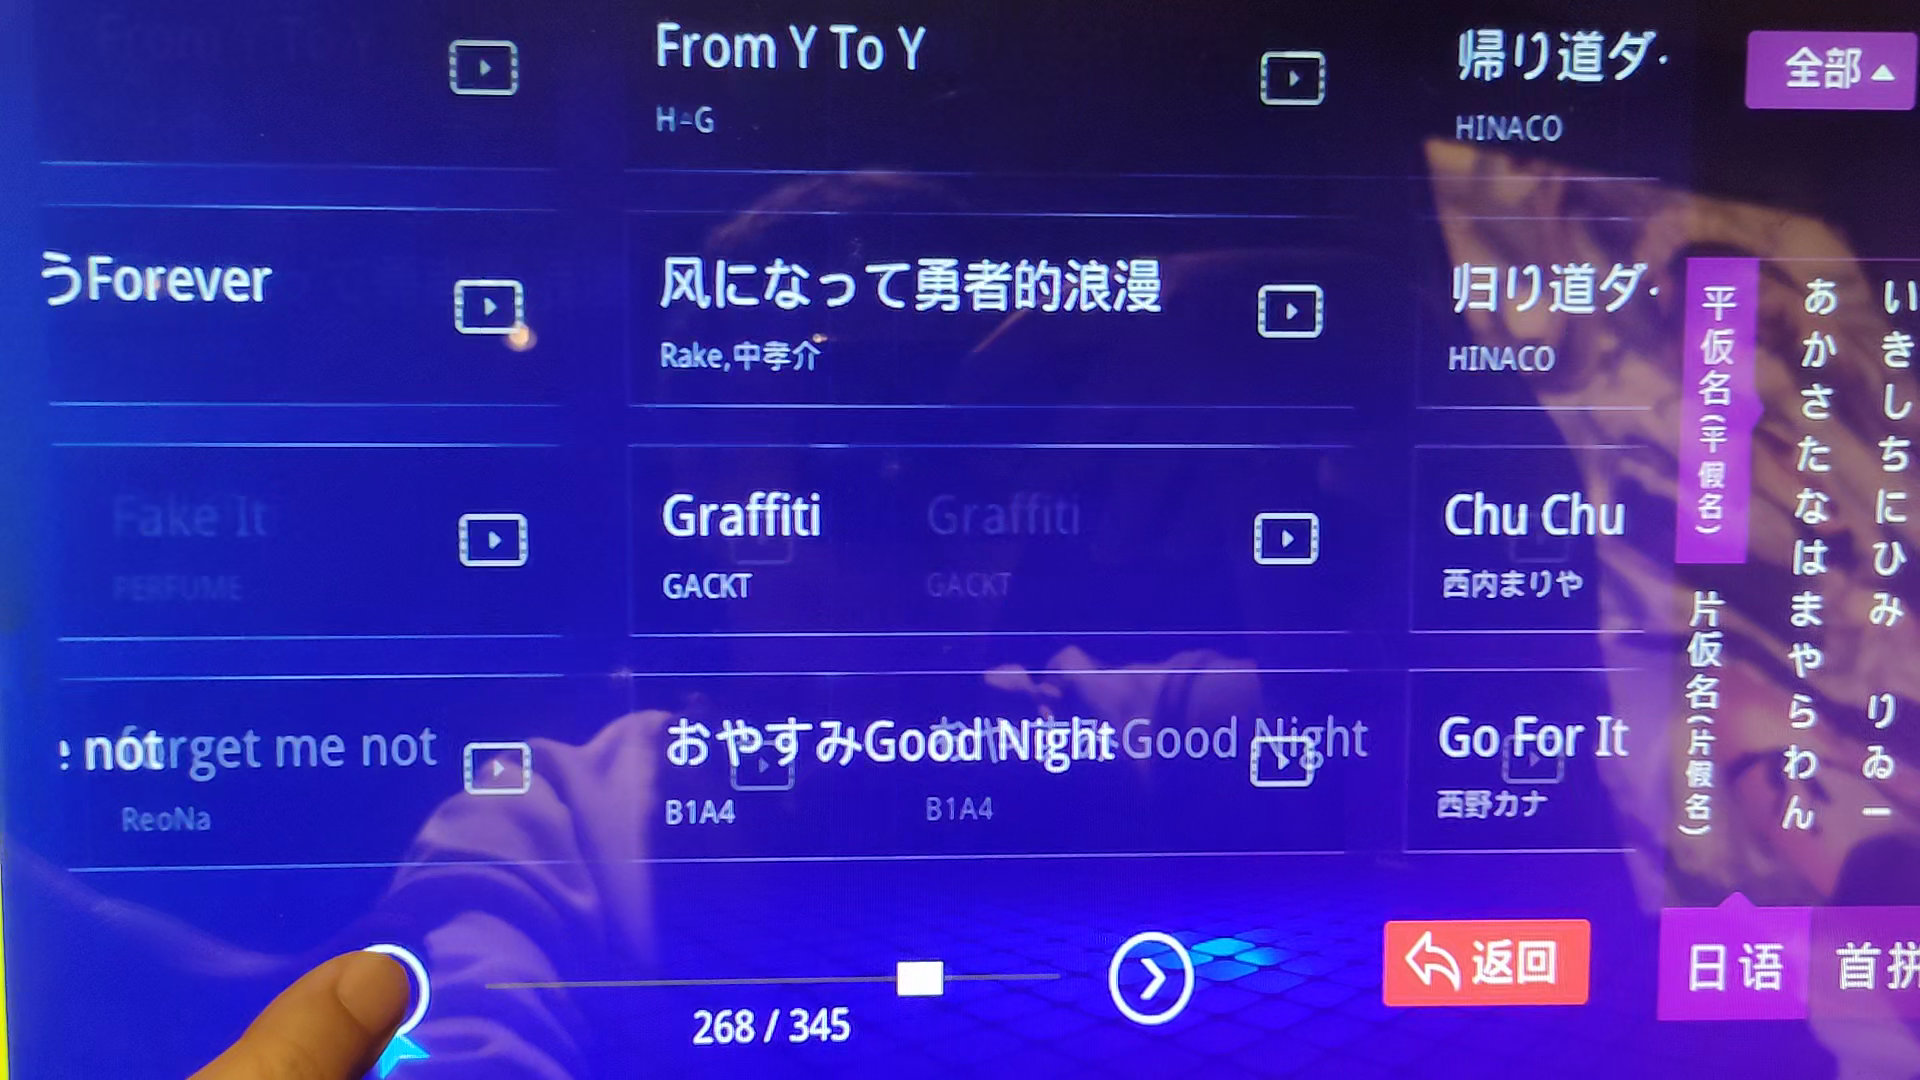 From Y To Y
From Y To Y
H△G
帰り道ダ·
HINACO
全部▲
うForever
风になって勇者的浪漫
Rake,中孝介
归り道ダ·
HINACO
Fake It
PERFUME
Graffiti
GACKT
Graffiti
GACKT
Chu Chu
西内まりや
: not
forget me not
ReoNa
おやすみGood Night
B1A4
おやすみGood Night
B1A4
Go For It
西野カナ
平仮名(平假名)
片仮名(片假名)
あかさたなはまやらわん
いきしちにひみ りゐー
268 / 345
返回
日语
首拼